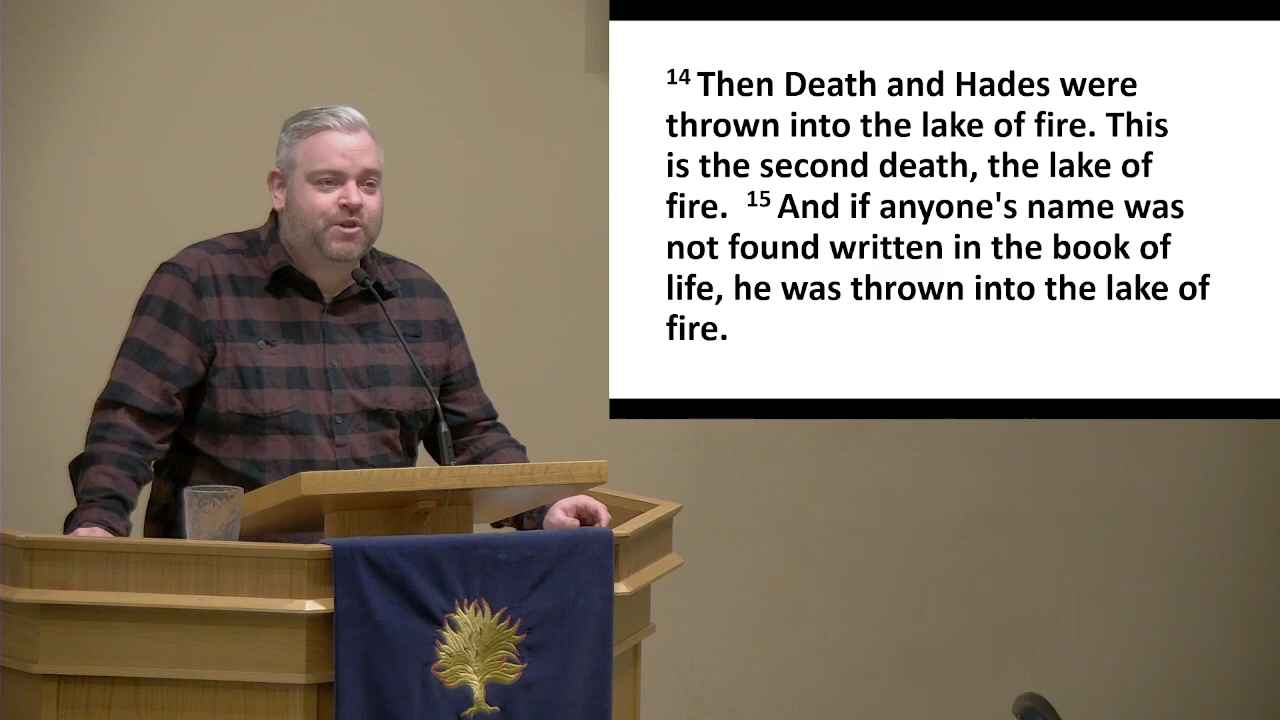 14 Then Death and Hades were
thrown into the lake of fire. This
is the second death, the lake of
fire. 15 And if anyone's name was
not found written in the book of
life, he was thrown into the lake of
fire.